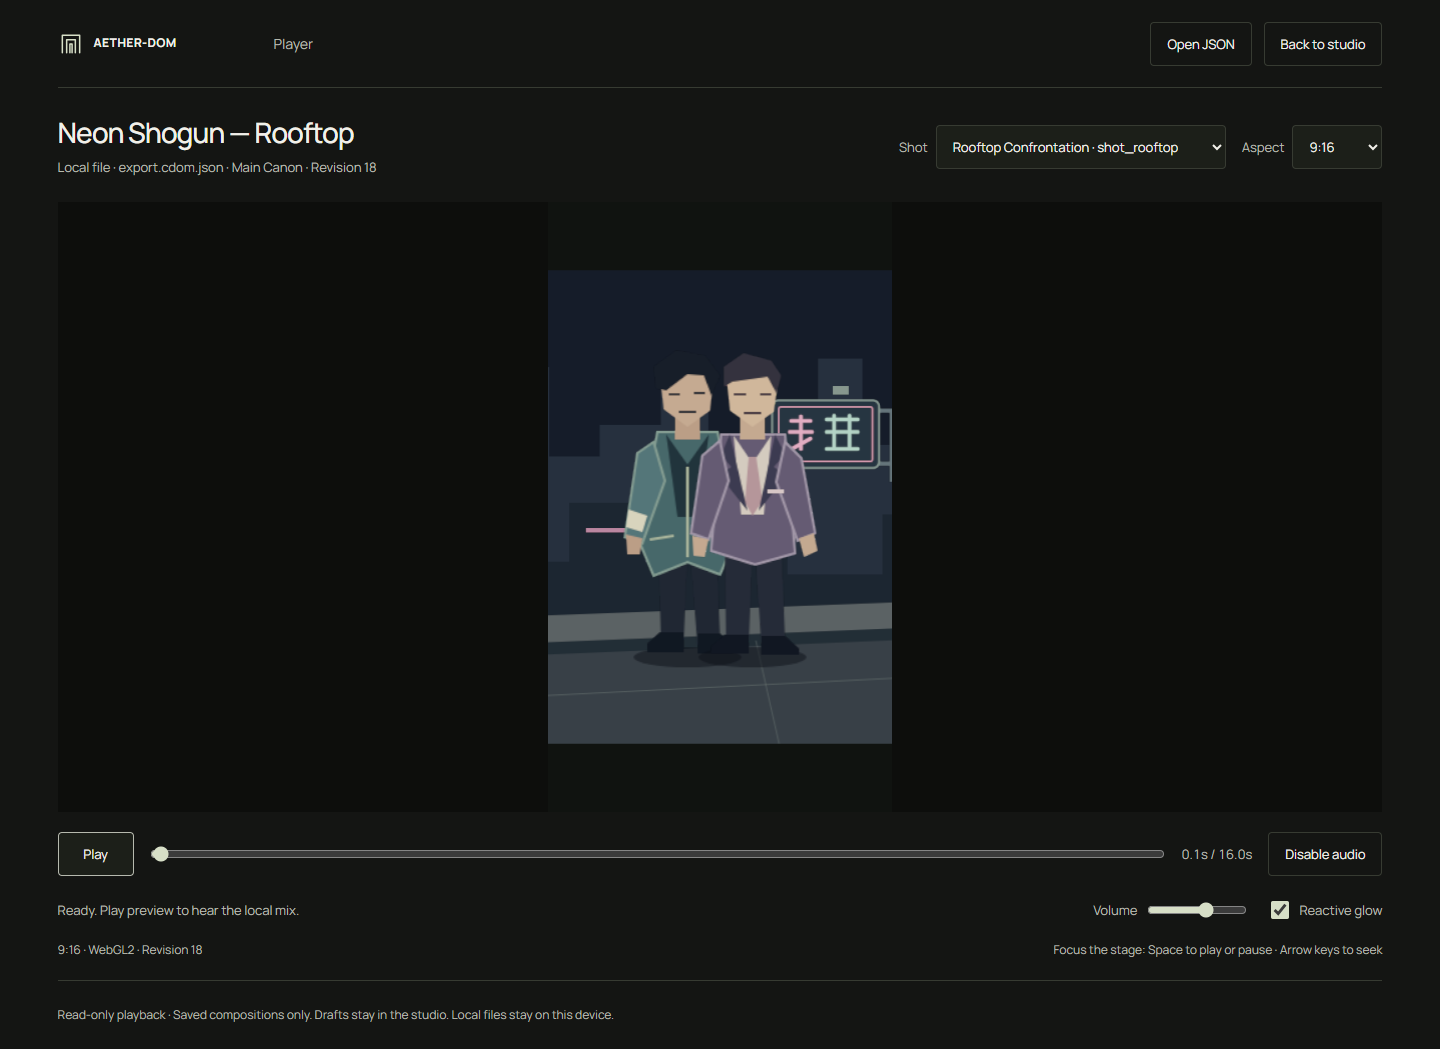 AETHER-DOM
Player
Open JSON
Back to studio
Neon Shogun — Rooftop
Local file · export.cdom.json · Main Canon · Revision 18
Shot
Rooftop Confrontation · shot_rooftop
Aspect
9:16
Play
0.1s / 16.0s
Disable audio
Ready. Play preview to hear the local mix.
Volume
Reactive glow
9:16 · WebGL2 · Revision 18
Focus the stage: Space to play or pause · Arrow keys to seek
Read-only playback · Saved compositions only. Drafts stay in the studio. Local files stay on this device.